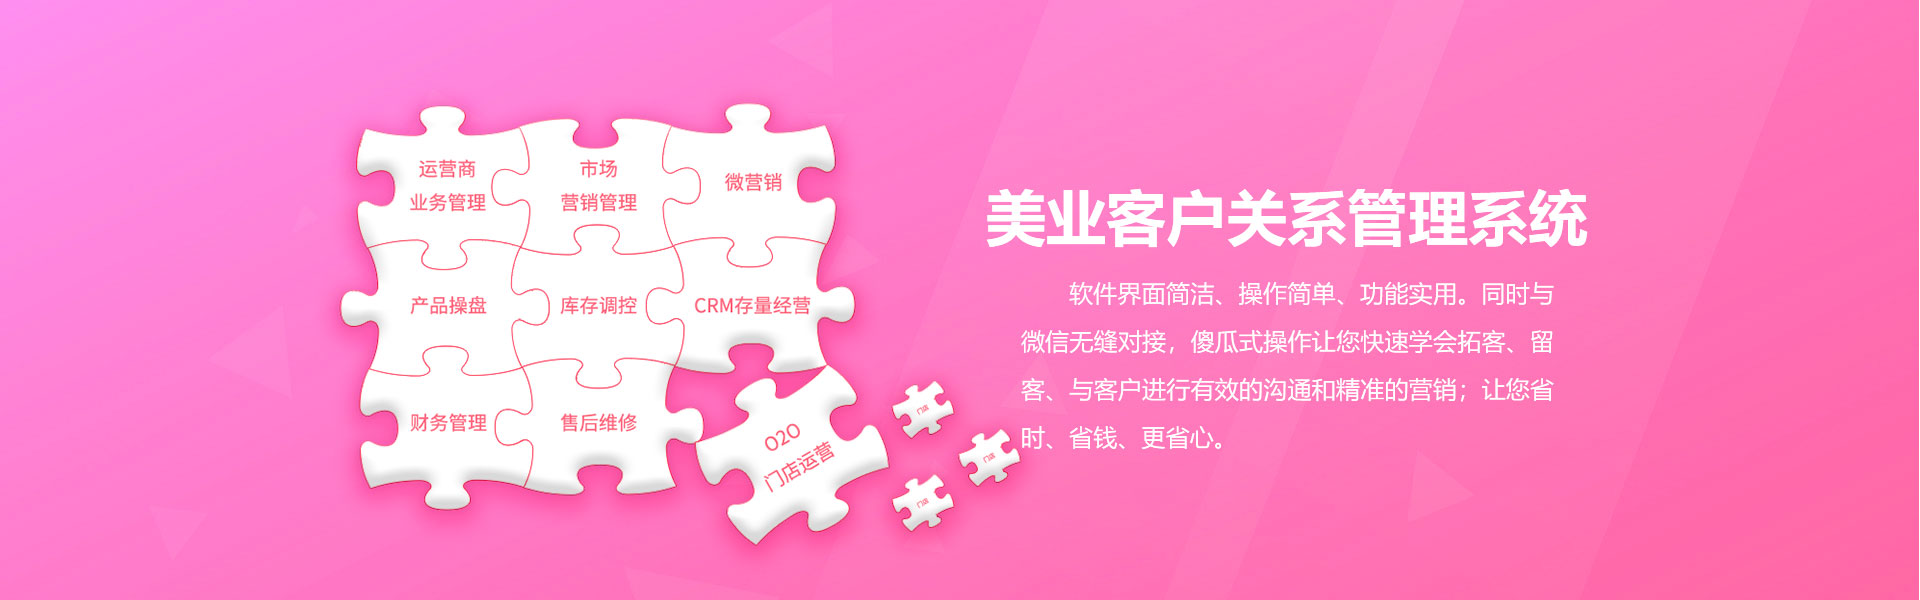 运营商
业务管理
市场
营销管理
微营销
产品操盘
库存调控
CRM存量经营
财务管理
售后维修
O2O
门店运营
门店
门店
门店
美业客户关系管理系统
软件界面简洁、操作简单、功能实用。同时与
微信无缝对接，傻瓜式操作让您快速学会拓客、留
客、与客户进行有效的沟通和精准的营销；让您省
时、省钱、更省心。